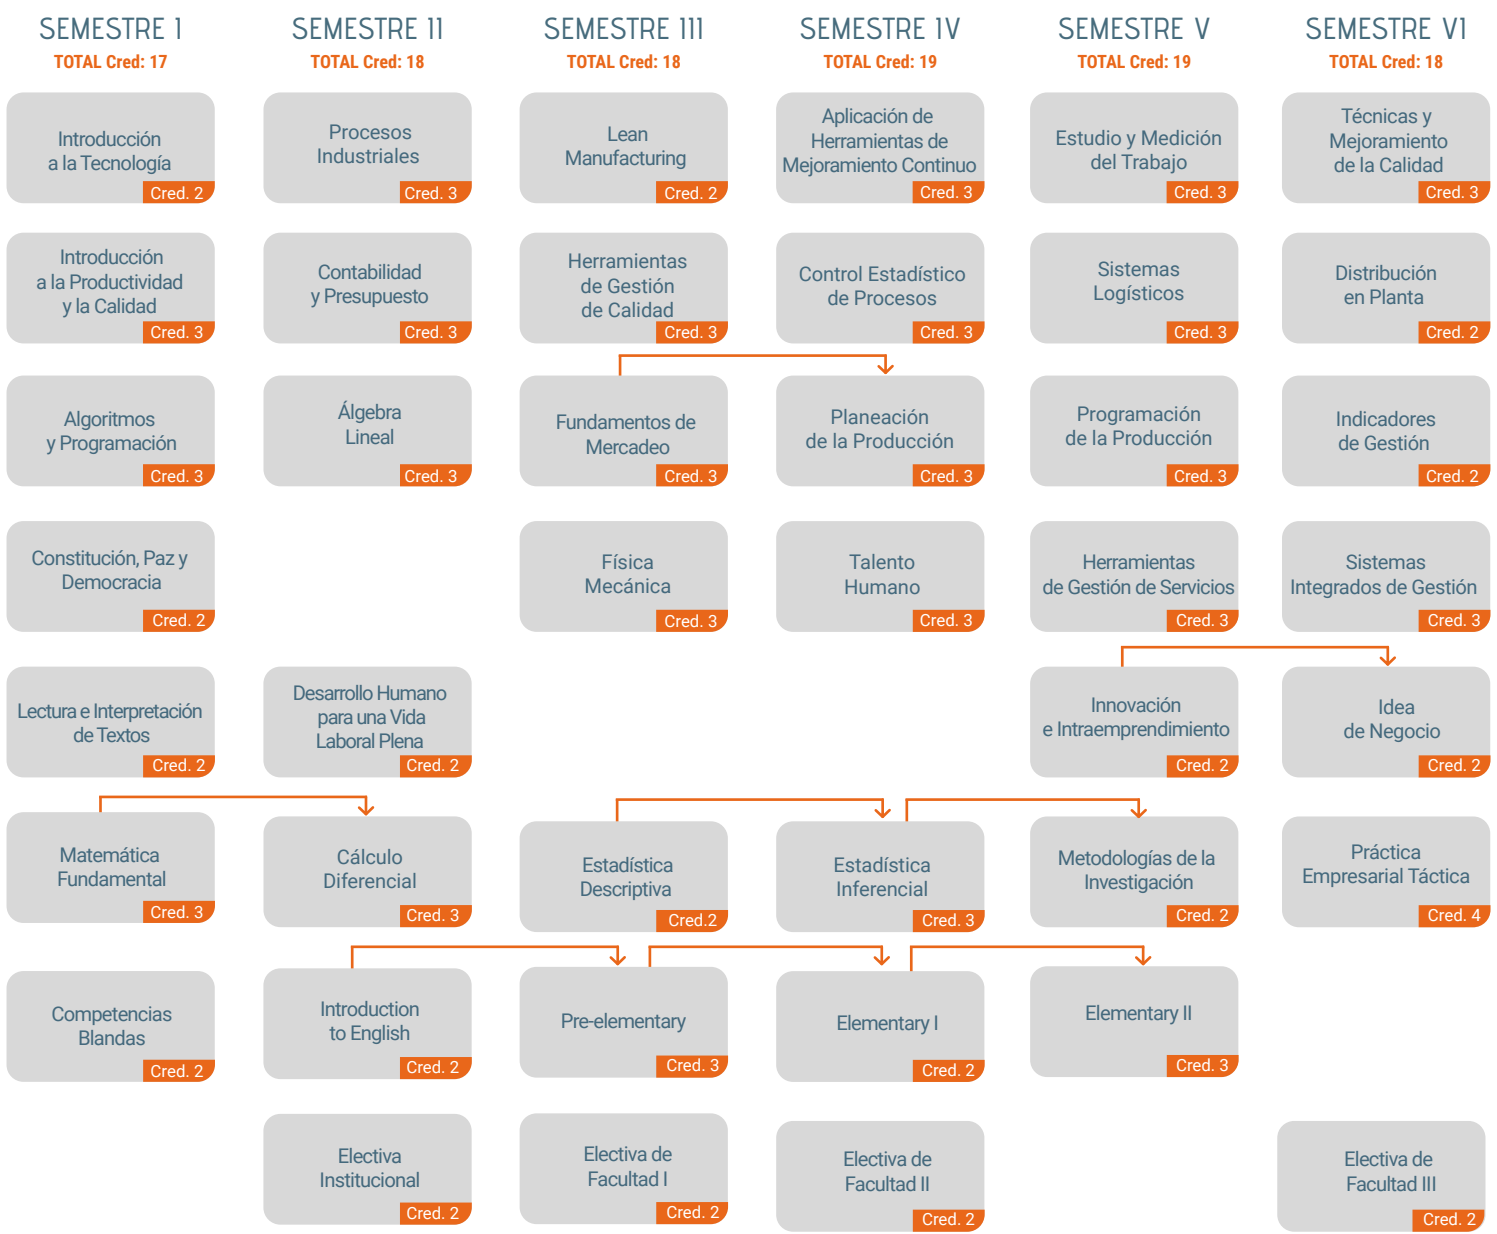 SEMESTRE I
TOTAL Cred: 17
Introducción
a la Tecnología
Cred. 2
Introducción
a la Productividad
y la Calidad
Cred. 3
Algoritmos
y Programación
Cred. 3
Constitución, Paz y
Democracia
Cred. 2
Lectura e Interpretación
de Textos
Cred. 2
Matemática
Fundamental
Cred. 3
Competencias
Blandas
Cred. 2
SEMESTRE II
TOTAL Cred: 18
Procesos
Industriales
Cred. 3
Contabilidad
y Presupuesto
Cred. 3
Álgebra
Lineal
Cred. 3
Desarrollo Humano
para una Vida
Laboral Plena
Cred. 2
Cálculo
Diferencial
Cred. 3
Introduction
to English
Cred. 2
Electiva
Institucional
Cred. 2
SEMESTRE III
TOTAL Cred: 18
Lean
Manufacturing
Cred. 2
Herramientas
de Gestión
de Calidad
Cred. 3
Fundamentos de
Mercadeo
Cred. 3
Física
Mecánica
Cred. 3
Estadística
Descriptiva
Cred.2
Pre-elementary
Cred. 3
Electiva de
Facultad I
Cred. 2
SEMESTRE IV
TOTAL Cred: 19
Aplicación de
Herramientas de
Mejoramiento Continuo
Cred. 3
Control Estadístico
de Procesos
Cred. 3
Planeación
de la Producción
Cred. 3
Talento
Humano
Cred. 3
Estadística
Inferencial
Cred. 3
Elementary I
Cred. 2
Electiva de
Facultad II
Cred. 2
SEMESTRE V
TOTAL Cred: 19
Estudio y Medición
del Trabajo
Cred. 3
Sistemas
Logísticos
Cred. 3
Programación
de la Producción
Cred. 3
Herramientas
de Gestión de Servicios
Cred. 3
Innovación
e Intraemprendimiento
Cred. 2
Metodologías de la
Investigación
Cred. 2
Elementary II
Cred. 3
SEMESTRE VI
TOTAL Cred: 18
Técnicas y
Mejoramiento
de la Calidad
Cred. 3
Distribución
en Planta
Cred. 2
Indicadores
de Gestión
Cred. 2
Sistemas
Integrados de Gestión
Cred. 3
Idea
de Negocio
Cred. 2
Práctica
Empresarial Táctica
Cred. 4
Electiva de
Facultad III
Cred. 2